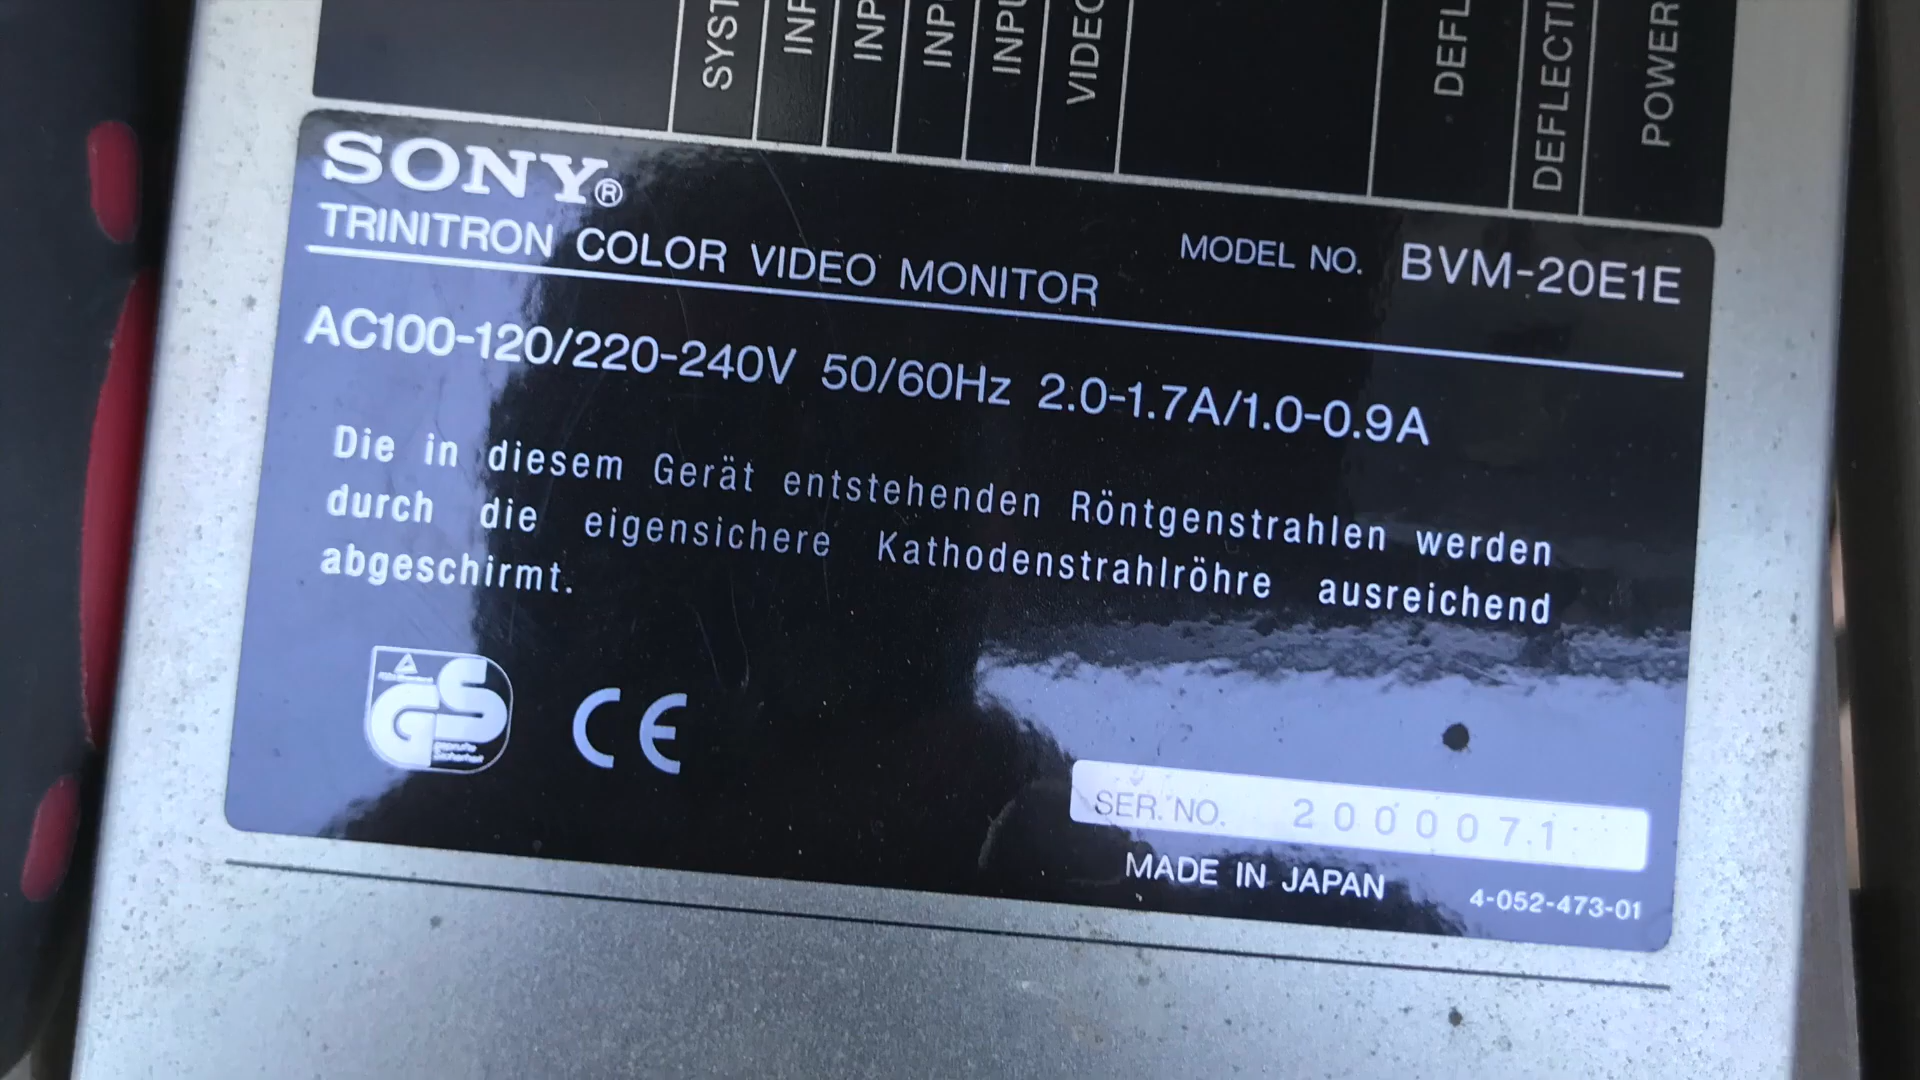 SYST
INP
INP
INP
INPU
VIDEO
DEFL
DEFLECTI
POWER
SONY®
TRINITRON COLOR VIDEO MONITOR
MODEL NO. BVM-20E1E
AC100-120/220-240V 50/60Hz 2.0-1.7A/1.0-0.9A
Die in diesem Gerät entstehenden Röntgenstrahlen werden
durch die eigensichere Kathodenstrahlröhre ausreichend
abgeschirmt.
GS
geprüfte
Sicherheit
CE
SER. NO. 2000071
MADE IN JAPAN
4-052-473-01